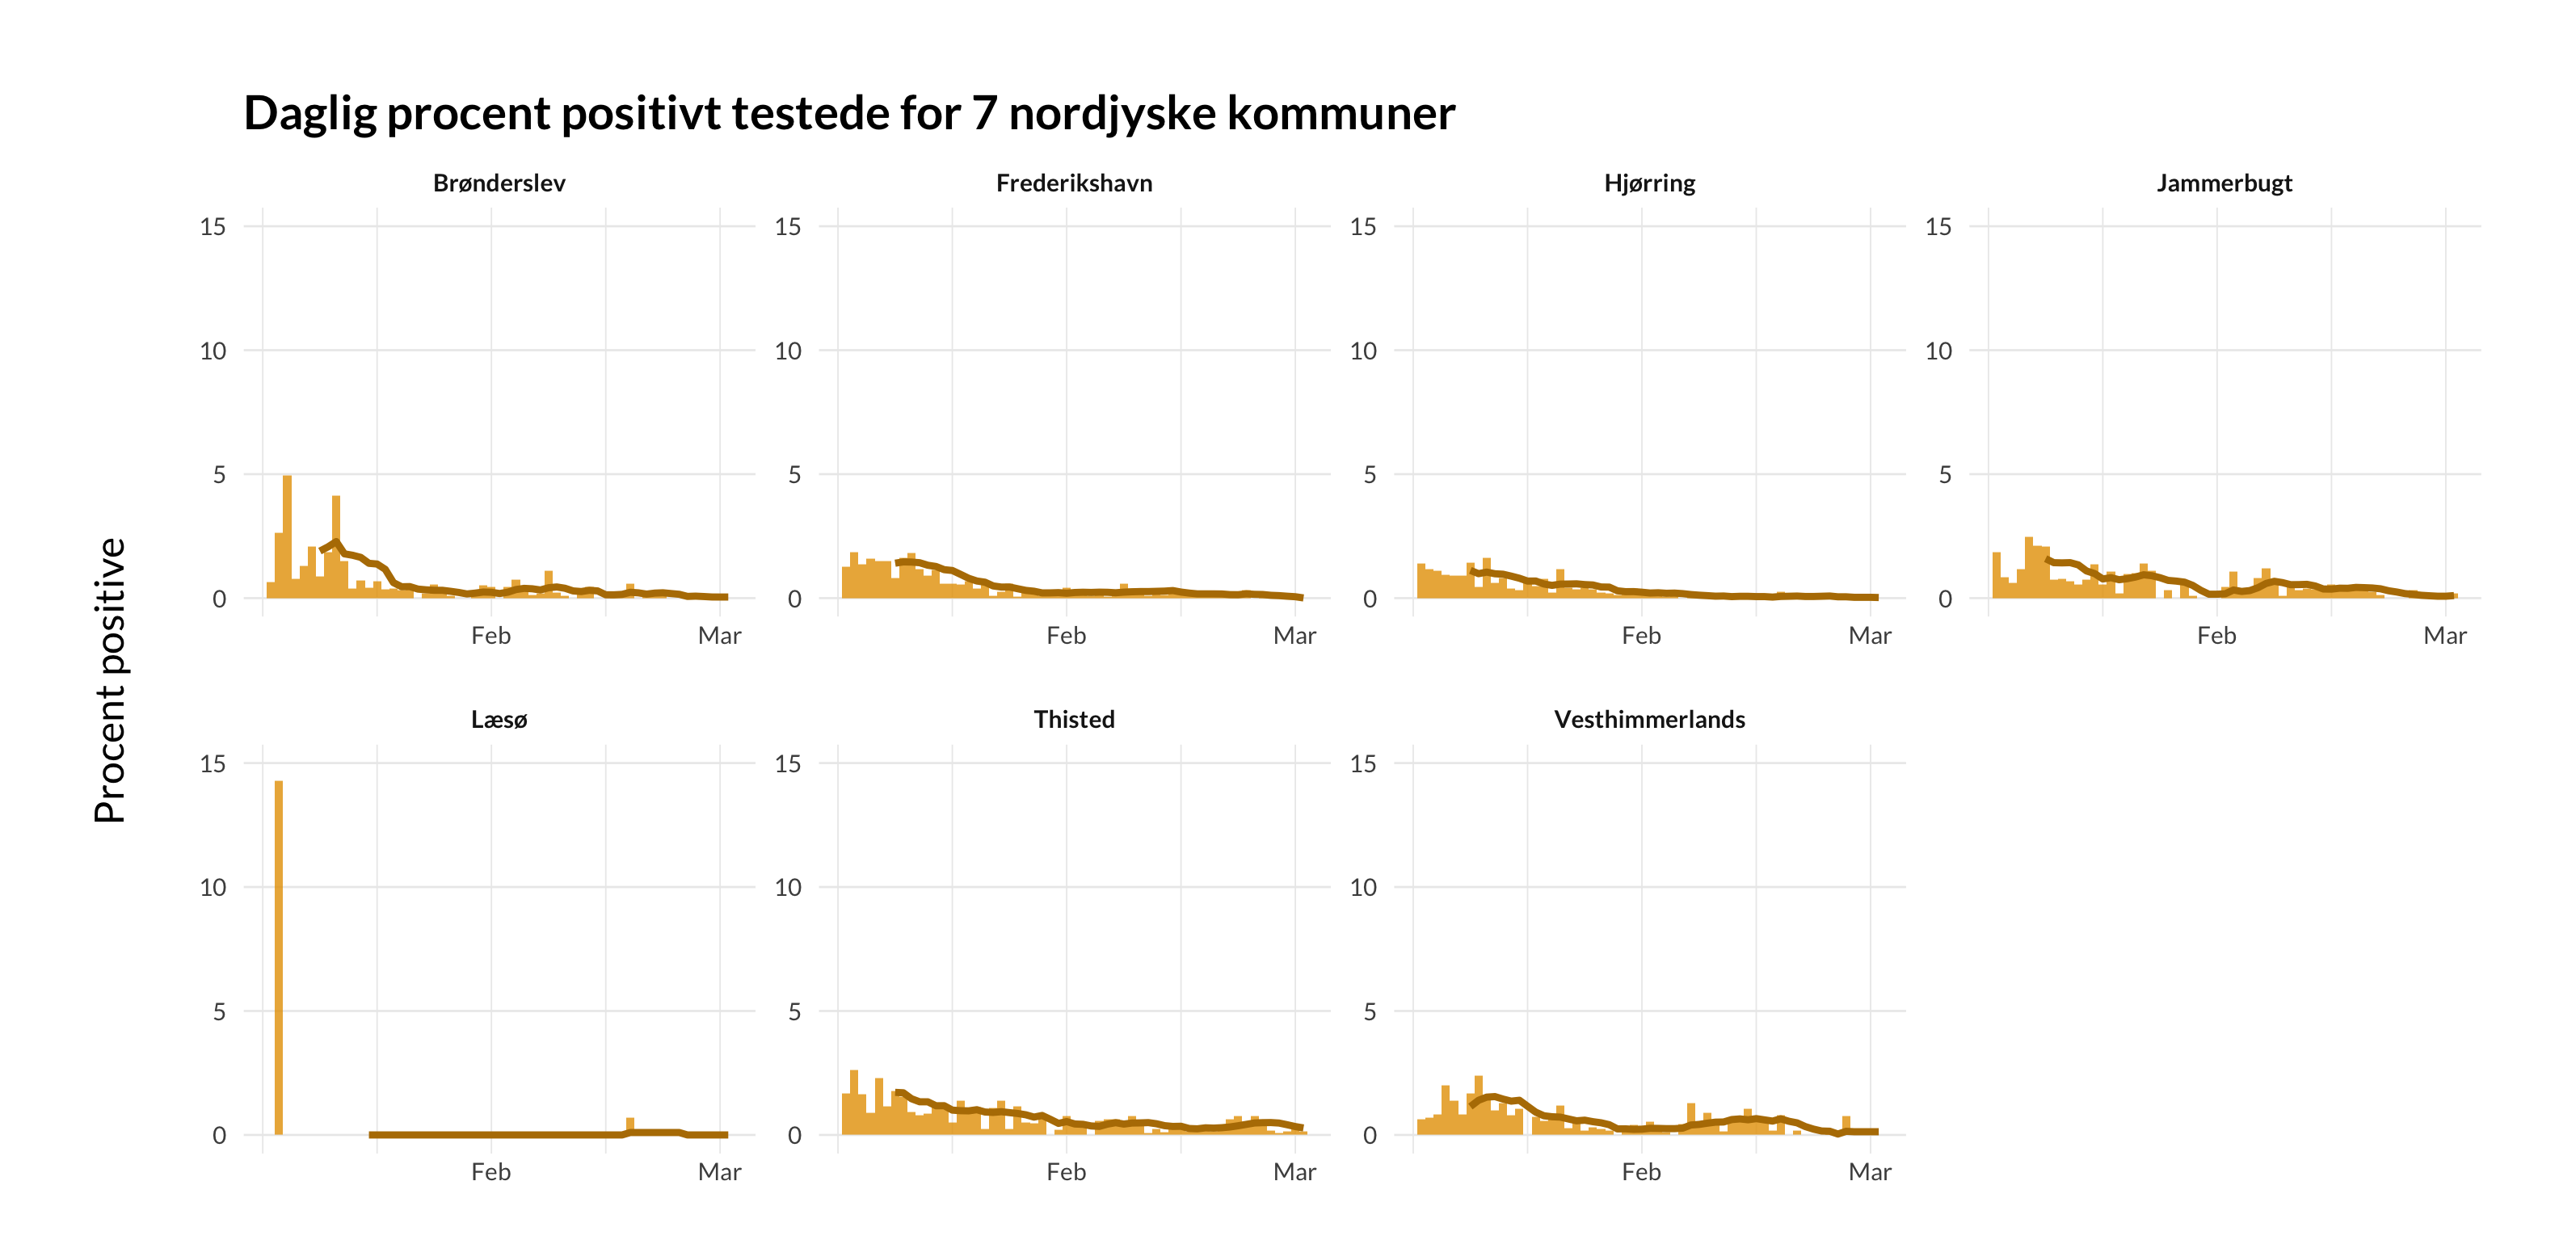 Daglig procent positivt testede for 7 nordjyske kommuner
Procent positive
Brønderslev
15
10
5
0
Feb Mar
Frederikshavn
15
10
5
0
Feb Mar
Hjørring
15
10
5
0
Feb Mar
Jammerbugt
15
10
5
0
Feb Mar
Læsø
15
10
5
0
Feb Mar
Thisted
15
10
5
0
Feb Mar
Vesthimmerlands
15
10
5
0
Feb Mar